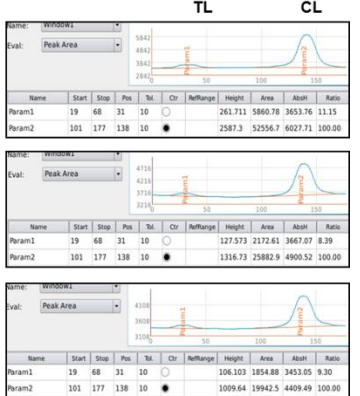 TL CL
Name: Window1
Eval: Peak Area
5842
4842
3842
2842
Param1
Param2
50 100 150
Name Start Stop Pos Tol. Ctr RefRange Height Area AbsH Ratio
Param1 19 68 31 10 261.711 5860.78 3653.76 11.15
Param2 101 177 138 10 2587.3 52556.7 6027.71 100.00
Name: Window1
Eval: Peak Area
4716
4216
3716
3216
Param1
Param2
50 100 150
Name Start Stop Pos Tol. Ctr RefRange Height Area AbsH Ratio
Param1 19 68 31 10 127.573 2172.61 3667.07 8.39
Param2 101 177 138 10 1316.73 25882.9 4900.52 100.00
Name: Window1
Eval: Peak Area
4108
3608
3108
Param1
Param2
50 100 150
Name Start Stop Pos Tol. Ctr RefRange Height Area AbsH Ratio
Param1 19 68 31 10 106.103 1854.88 3453.05 9.30
Param2 101 177 138 10 1009.64 19942.5 4409.49 100.00